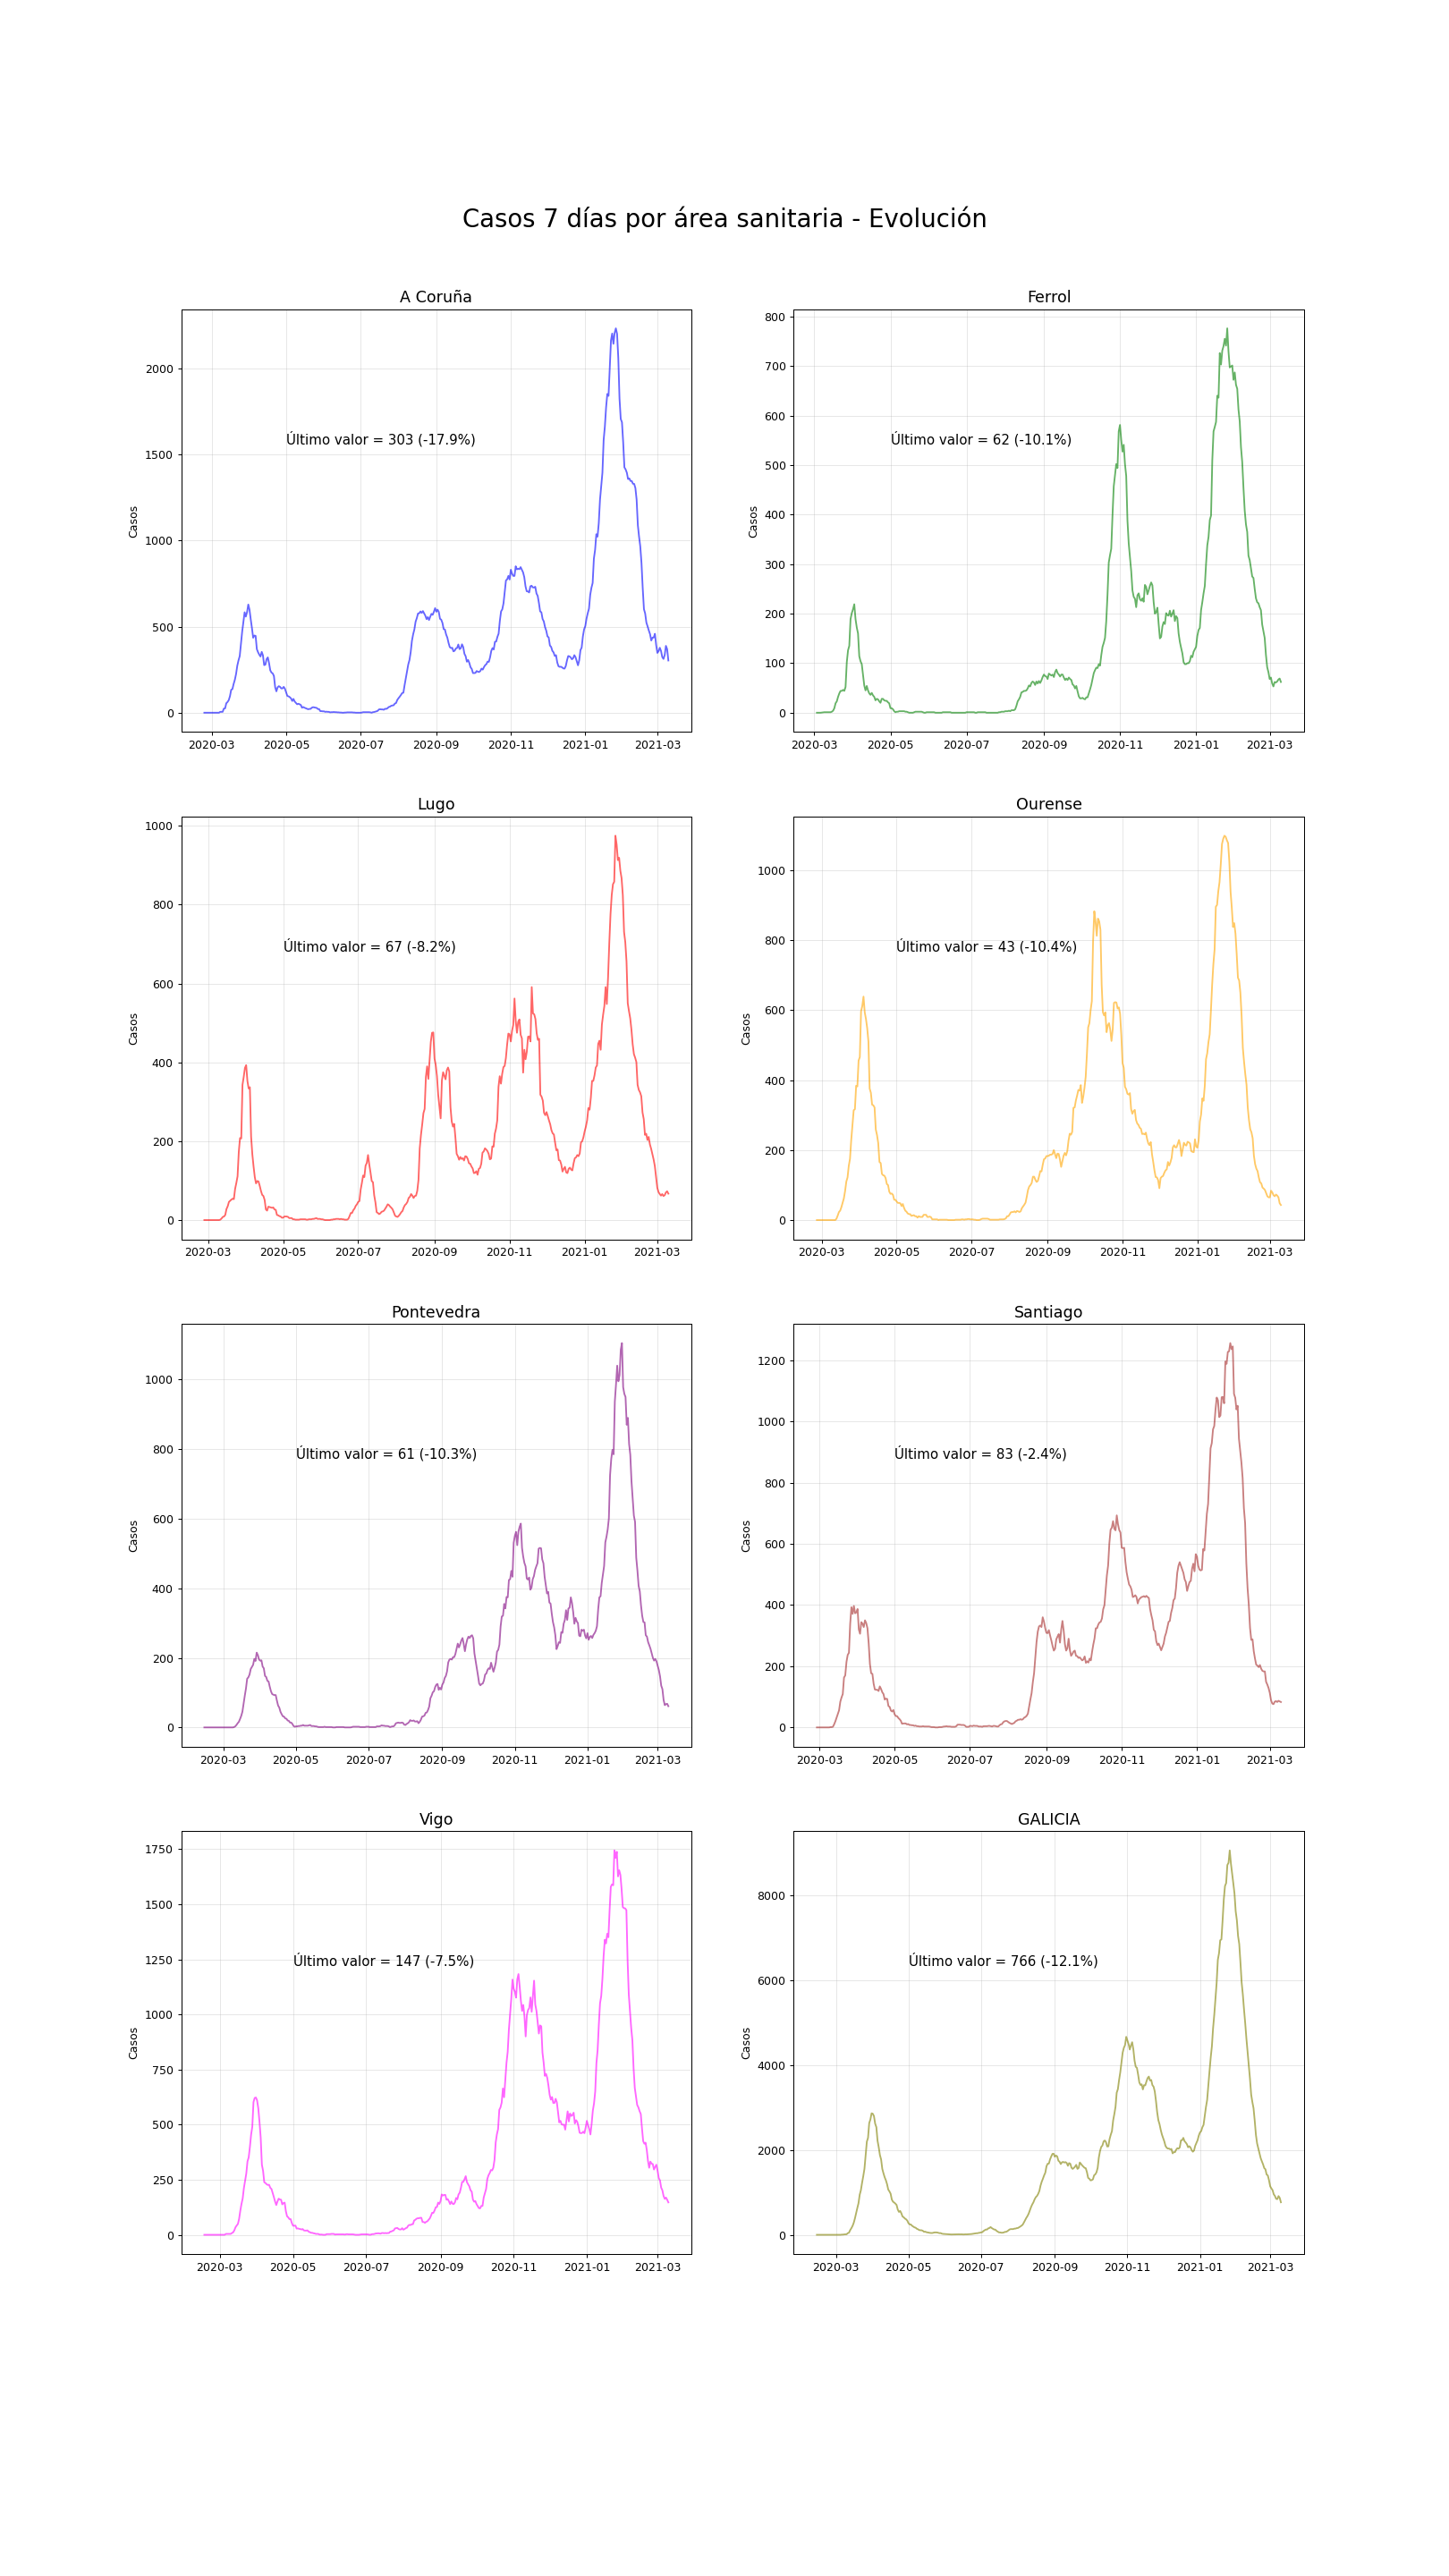 Casos 7 días por área sanitaria - Evolución
A Coruña
2000
1500
1000
500
0
Casos
Último valor = 303 (-17.9%)
2020-03 2020-05 2020-07 2020-09 2020-11 2021-01 2021-03
Ferrol
800
700
600
500
400
300
200
100
0
Casos
Último valor = 62 (-10.1%)
2020-03 2020-05 2020-07 2020-09 2020-11 2021-01 2021-03
Lugo
1000
800
600
400
200
0
Casos
Último valor = 67 (-8.2%)
2020-03 2020-05 2020-07 2020-09 2020-11 2021-01 2021-03
Ourense
1000
800
600
400
200
0
Casos
Último valor = 43 (-10.4%)
2020-03 2020-05 2020-07 2020-09 2020-11 2021-01 2021-03
Pontevedra
1000
800
600
400
200
0
Casos
Último valor = 61 (-10.3%)
2020-03 2020-05 2020-07 2020-09 2020-11 2021-01 2021-03
Santiago
1200
1000
800
600
400
200
0
Casos
Último valor = 83 (-2.4%)
2020-03 2020-05 2020-07 2020-09 2020-11 2021-01 2021-03
Vigo
1750
1500
1250
1000
750
500
250
0
Casos
Último valor = 147 (-7.5%)
2020-03 2020-05 2020-07 2020-09 2020-11 2021-01 2021-03
GALICIA
8000
6000
4000
2000
0
Casos
Último valor = 766 (-12.1%)
2020-03 2020-05 2020-07 2020-09 2020-11 2021-01 2021-03